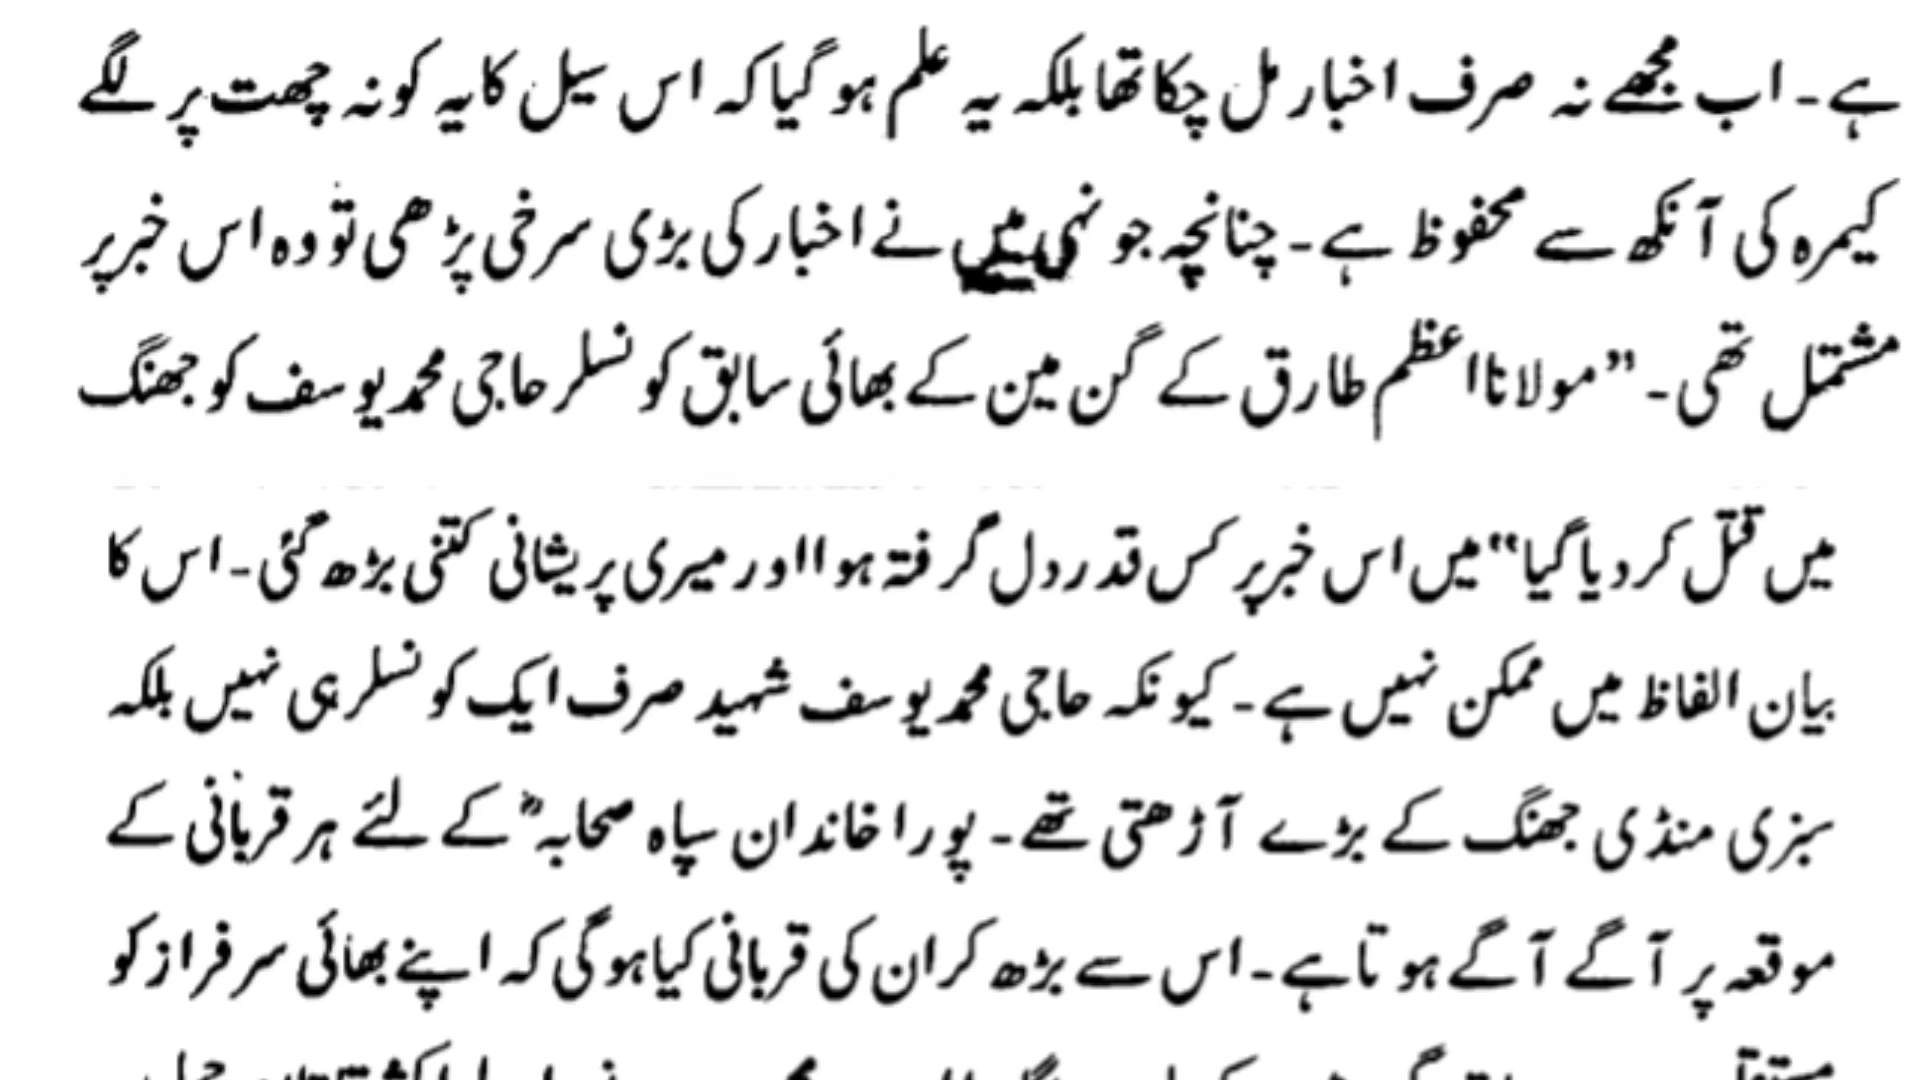 ہے۔ اب مجھے نہ صرف اخبار مل چکا تھا بلکہ یہ علم ہو گیا کہ اس سیل کا یہ کونہ چھت پر لگے
کیمرہ کی آنکھ سے محفوظ ہے۔ چنانچہ جونہی میں نے اخبار کی بڑی سرخی پڑھی تو وہ اس خبر پر
مشتمل تھی۔ ”مولانا اعظم طارق کے گن مین کے بھائی سابق کونسلر حاجی محمد یوسف کو جھنگ
میں قتل کر دیا گیا“ میں اس خبر پر کس قدر دل گرفتہ ہوا اور میری پریشانی کتنی بڑھ گئی۔ اس کا
بیان الفاظ میں ممکن نہیں ہے۔ کیونکہ حاجی محمد یوسف شہید صرف ایک کونسلر ہی نہیں بلکہ
سبزی منڈی جھنگ کے بڑے آڑھتی تھے۔ پورا خاندان سپاہ صحابہؓ کے لئے ہر قربانی کے
موقعہ پر آگے آگے ہوتا ہے۔ اس سے بڑھ کر ان کی قربانی کیا ہوگی کہ اپنے بھائی سرفراز کو